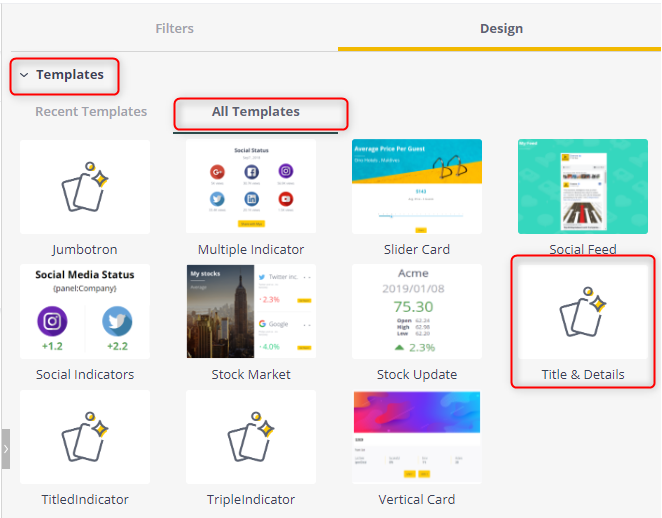 Filters
Design
Templates
Recent Templates
All Templates
Social Status
Average Price Per Guest
$142
Jumbotron
Multiple Indicator
Slider Card
Social Feed
Social Media Status
{panel:Company}
+1.2
+2.2
My stocks
Average
Twitter inc.
-2.3%
Google
-4.0%
Acme
2019/01/08
75.30
Open 62.24
High 62.98
Low 62.20
2.3%
Social Indicators
Stock Market
Stock Update
Title & Details
TitledIndicator
TripleIndicator
Vertical Card